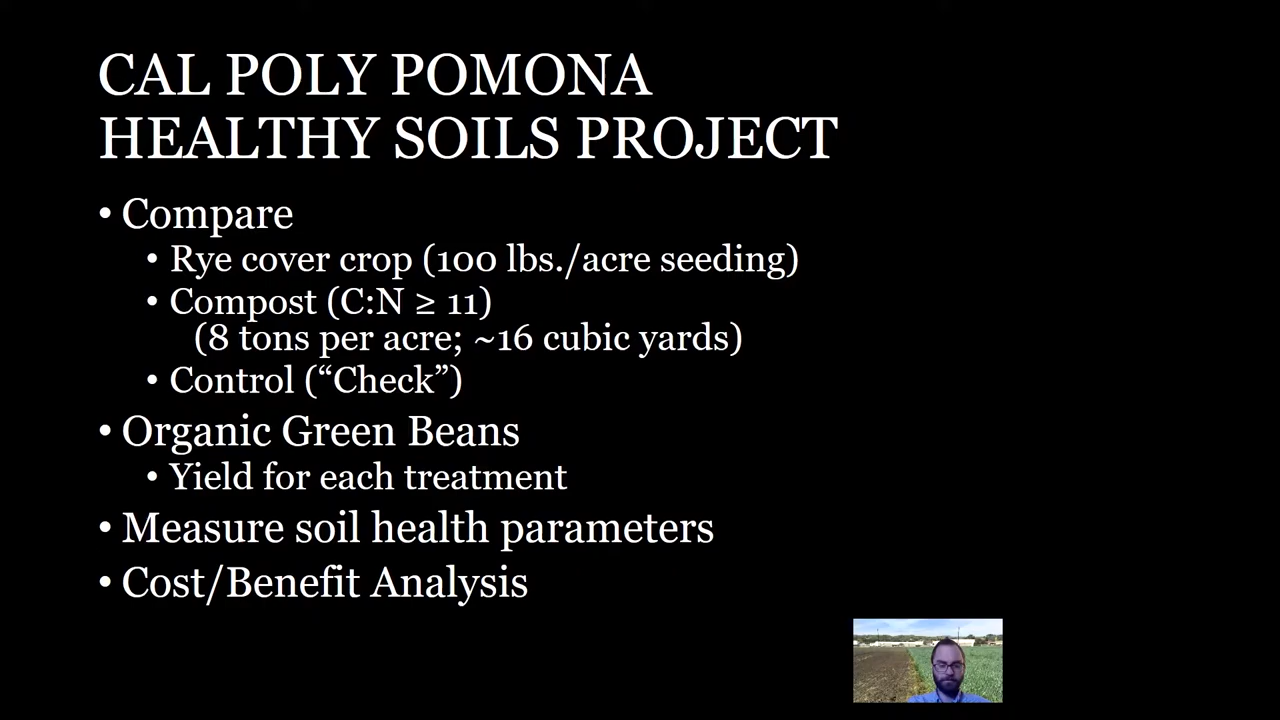 CAL POLY POMONA
HEALTHY SOILS PROJECT
• Compare
• Rye cover crop (100 lbs./acre seeding)
• Compost (C:N ≥ 11)
(8 tons per acre; ~16 cubic yards)
• Control (“Check”)
• Organic Green Beans
• Yield for each treatment
• Measure soil health parameters
• Cost/Benefit Analysis